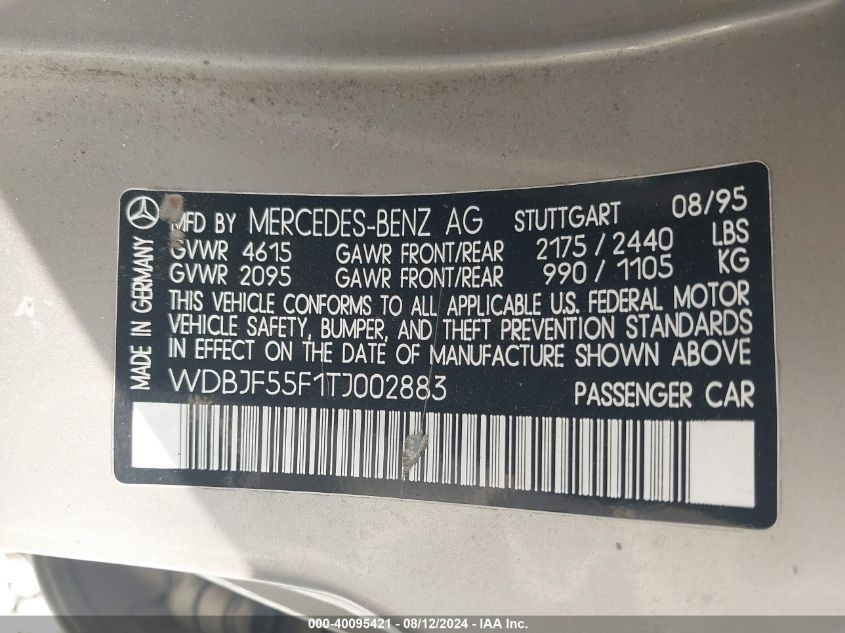 MADE IN GERMANY
MFD BY MERCEDES-BENZ AG STUTTGART 08/95
GVWR 4615 GAWR FRONT/REAR 2175 / 2440 LBS
GVWR 2095 GAWR FRONT/REAR 990 / 1105 KG
THIS VEHICLE CONFORMS TO ALL APPLICABLE U.S. FEDERAL MOTOR
VEHICLE SAFETY, BUMPER, AND THEFT PREVENTION STANDARDS
IN EFFECT ON THE DATE OF MANUFACTURE SHOWN ABOVE
WDBJF55F1TJ002883 PASSENGER CAR
000-40095421 - 08/12/2024 - IAA Inc.